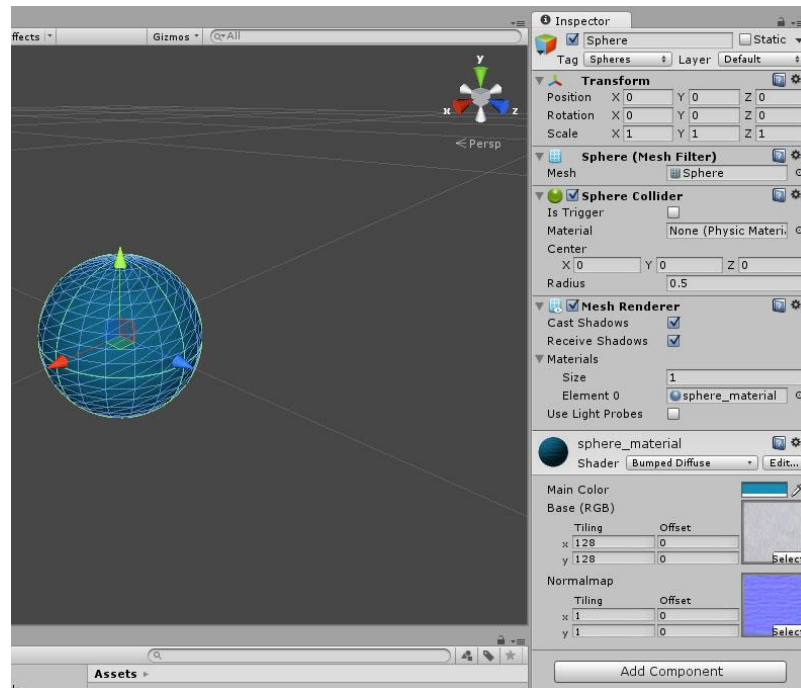 ffects
Gizmos
All
y
x
z
Persp
Assets
Inspector
Sphere
Static
Tag Spheres Layer Default
Transform
Position X 0 Y 0 Z 0
Rotation X 0 Y 0 Z 0
Scale X 1 Y 1 Z 1
Sphere (Mesh Filter)
Mesh Sphere
Sphere Collider
Is Trigger
Material None (Physic Materi
Center
X 0 Y 0 Z 0
Radius 0.5
Mesh Renderer
Cast Shadows
Receive Shadows
Materials
Size 1
Element 0 sphere_material
Use Light Probes
sphere_material
Shader Bumped Diffuse Edit...
Main Color
Base (RGB)
Tiling Offset
x 128 0
y 128 0
Select
Normalmap
Tiling Offset
x 1 0
y 1 0
Select
Add Component